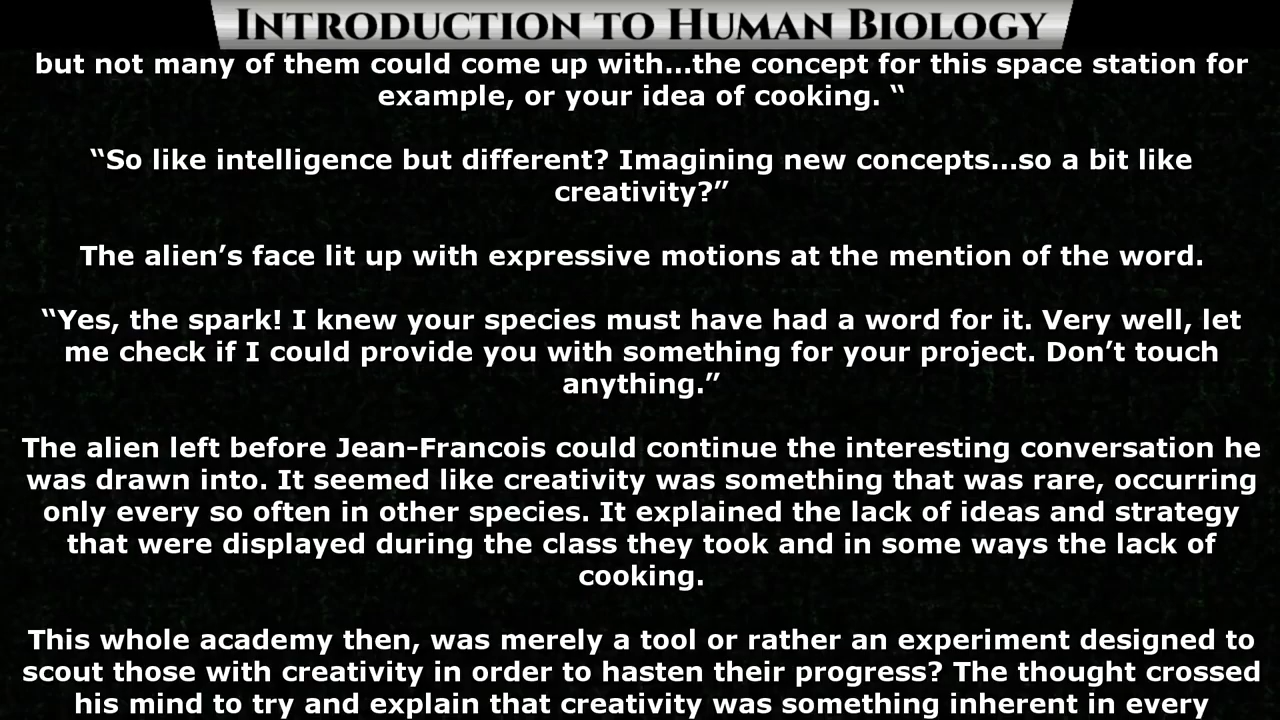 Introduction to Human Biology
but not many of them could come up with...the concept for this space station for
example, or your idea of cooking. “
“So like intelligence but different? Imagining new concepts...so a bit like
creativity?”
The alien’s face lit up with expressive motions at the mention of the word.
“Yes, the spark! I knew your species must have had a word for it. Very well, let
me check if I could provide you with something for your project. Don’t touch
anything.”
The alien left before Jean-Francois could continue the interesting conversation he
was drawn into. It seemed like creativity was something that was rare, occurring
only every so often in other species. It explained the lack of ideas and strategy
that were displayed during the class they took and in some ways the lack of
cooking.
This whole academy then, was merely a tool or rather an experiment designed to
scout those with creativity in order to hasten their progress? The thought crossed
his mind to try and explain that creativity was something inherent in every